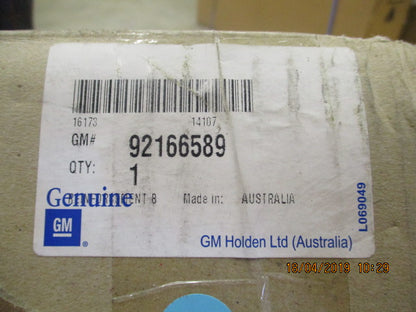 16173 14107
GM# 92166589
QTY: 1
Genuine
Made in: AUSTRALIA
GM
GM Holden Ltd (Australia)
L069049
16/04/2019 10:29